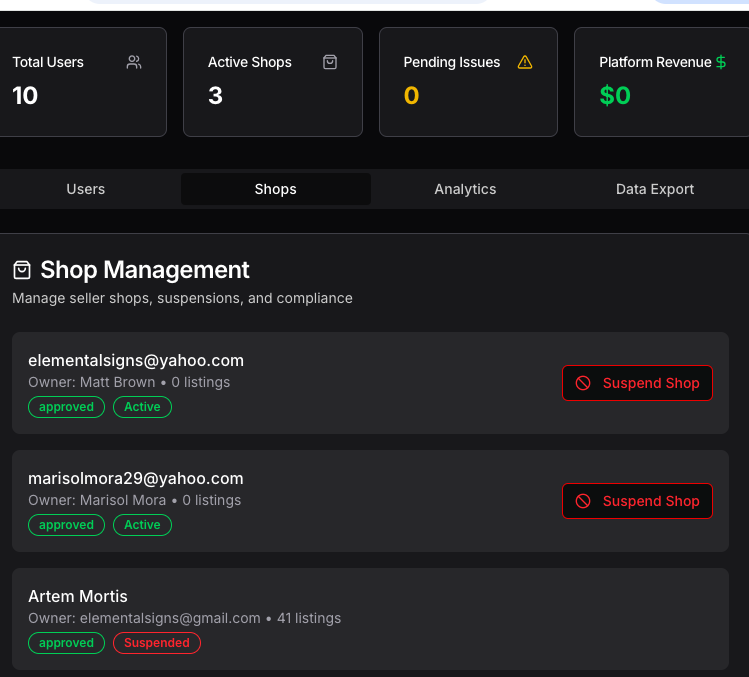 Total Users
10
Active Shops
3
Pending Issues
0
Platform Revenue $
$0
Users
Shops
Analytics
Data Export
Shop Management
Manage seller shops, suspensions, and compliance
elementalsigns@yahoo.com
Owner: Matt Brown • 0 listings
approved
Active
Suspend Shop
marisolmora29@yahoo.com
Owner: Marisol Mora • 0 listings
approved
Active
Suspend Shop
Artem Mortis
Owner: elementalsigns@gmail.com • 41 listings
approved
Suspended